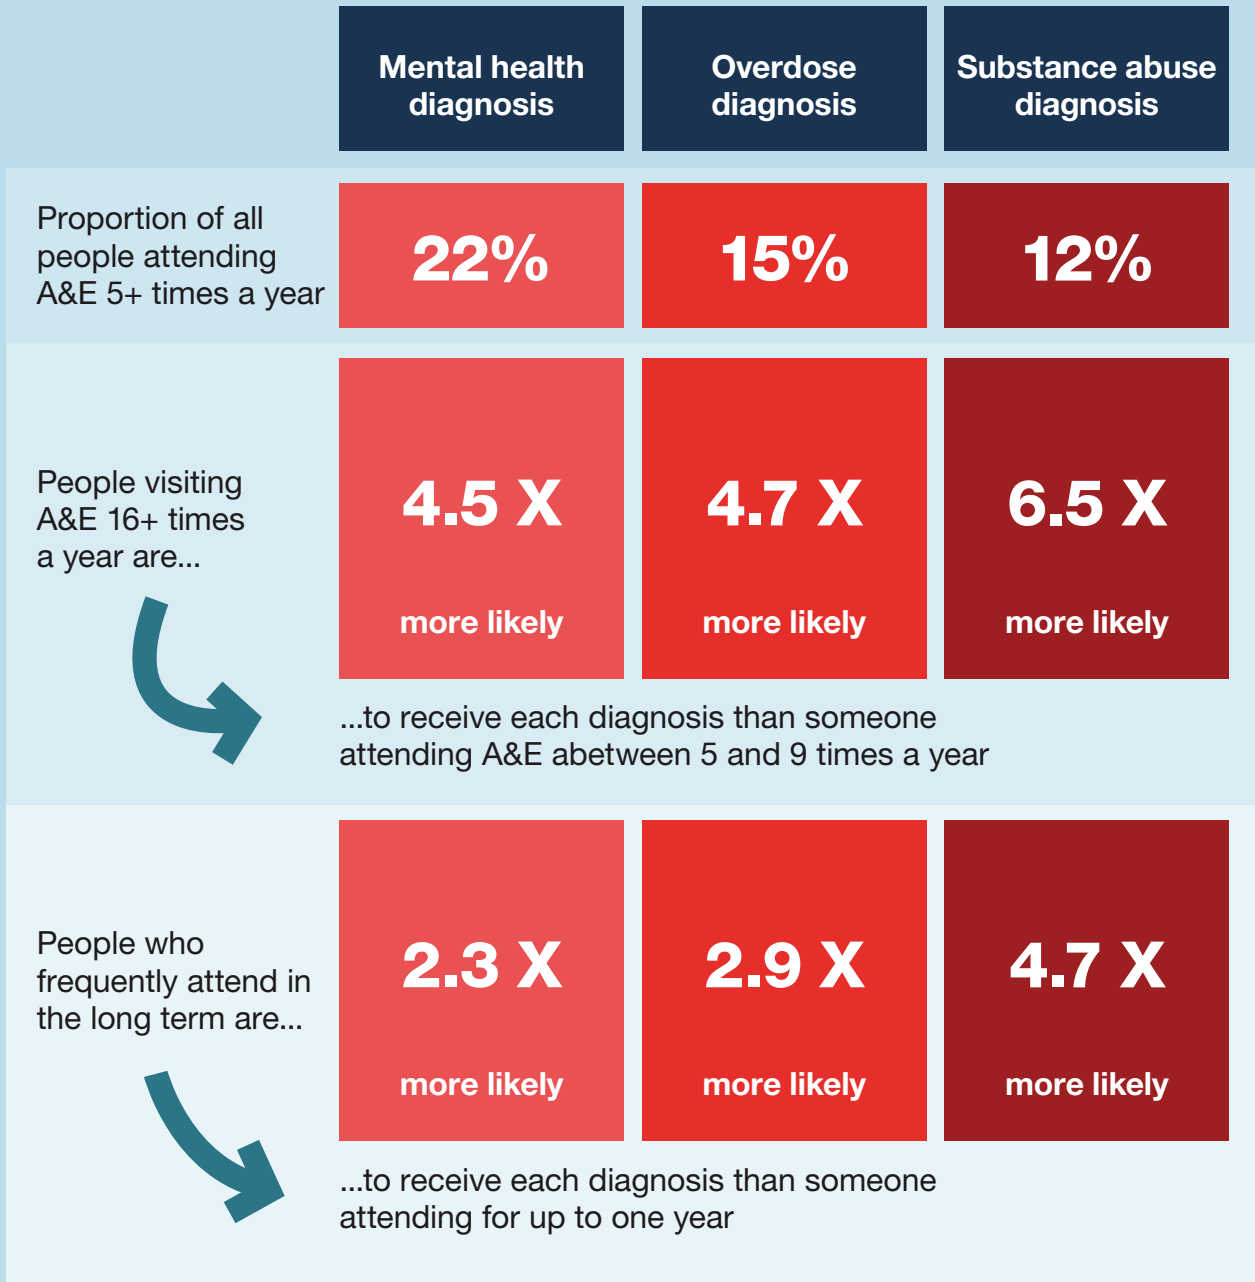 Mental health
diagnosis
Overdose
diagnosis
Substance abuse
diagnosis
Proportion of all
people attending
A&E 5+ times a year
22%
15%
12%
People visiting
A&E 16+ times
a year are...
4.5 X
more likely
4.7 X
more likely
6.5 X
more likely
...to receive each diagnosis than someone
attending A&E abetween 5 and 9 times a year
People who
frequently attend in
the long term are...
2.3 X
more likely
2.9 X
more likely
4.7 X
more likely
...to receive each diagnosis than someone
attending for up to one year